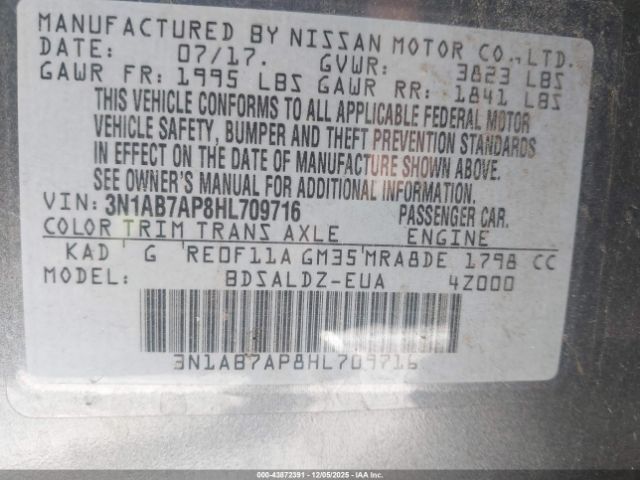 MANUFACTURED BY NISSAN MOTOR CO., LTD.
DATE: 07/17. GVWR: 3823 LBS
GAWR FR: 1995 LBS GAWR RR: 1841 LBS
THIS VEHICLE CONFORMS TO ALL APPLICABLE FEDERAL MOTOR
VEHICLE SAFETY, BUMPER AND THEFT PREVENTION STANDARDS
IN EFFECT ON THE DATE OF MANUFACTURE SHOWN ABOVE.
SEE OWNER'S MANUAL FOR ADDITIONAL INFORMATION.
VIN: 3N1AB7AP8HL709716 PASSENGER CAR.
COLOR TRIM TRANS AXLE ENGINE
KAD G RE0F11A GM35 MRA8DE 1798 CC
MODEL: BDSALDZ-EUA 4Z000
3N1AB7AP8HL709716
000-43872391 - 12/05/2025 - COPYRIGHT IAA, LLC.